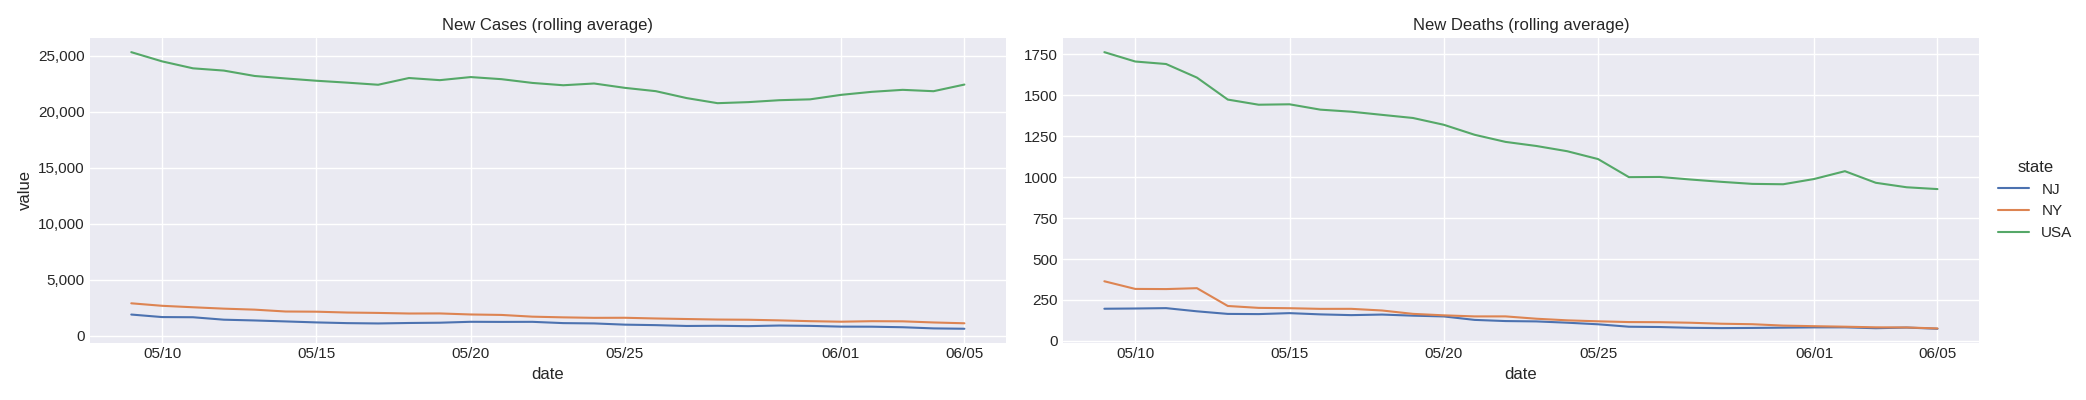 New Cases (rolling average)
25,000
20,000
15,000
10,000
5,000
0
value
05/10 05/15 05/20 05/25 06/01 06/05
date
New Deaths (rolling average)
1750
1500
1250
1000
750
500
250
0
05/10 05/15 05/20 05/25 06/01 06/05
date
state
NJ
NY
USA